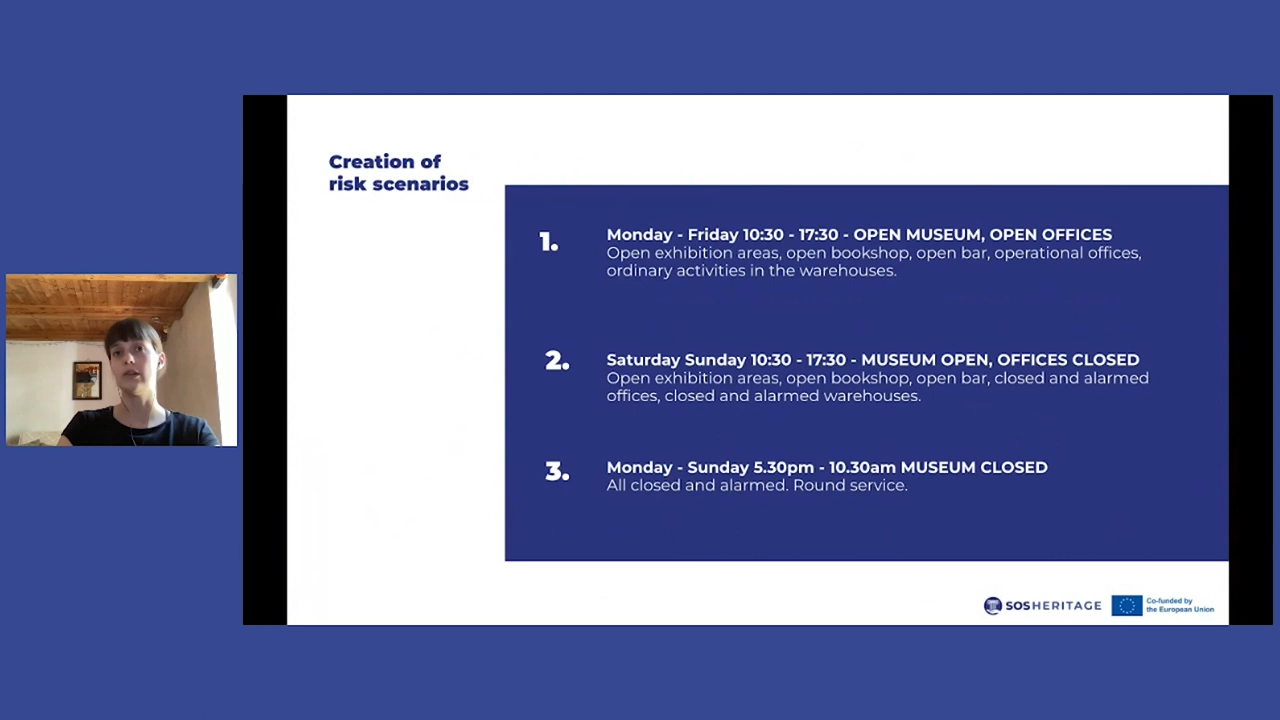 Creation of
risk scenarios
1.
Monday - Friday 10:30 - 17:30 - OPEN MUSEUM, OPEN OFFICES
Open exhibition areas, open bookshop, open bar, operational offices,
ordinary activities in the warehouses.
2.
Saturday Sunday 10:30 - 17:30 - MUSEUM OPEN, OFFICES CLOSED
Open exhibition areas, open bookshop, open bar, closed and alarmed
offices, closed and alarmed warehouses.
3.
Monday - Sunday 5.30pm - 10.30am MUSEUM CLOSED
All closed and alarmed. Round service.
SOSHERITAGE
Co-funded by
the European Union